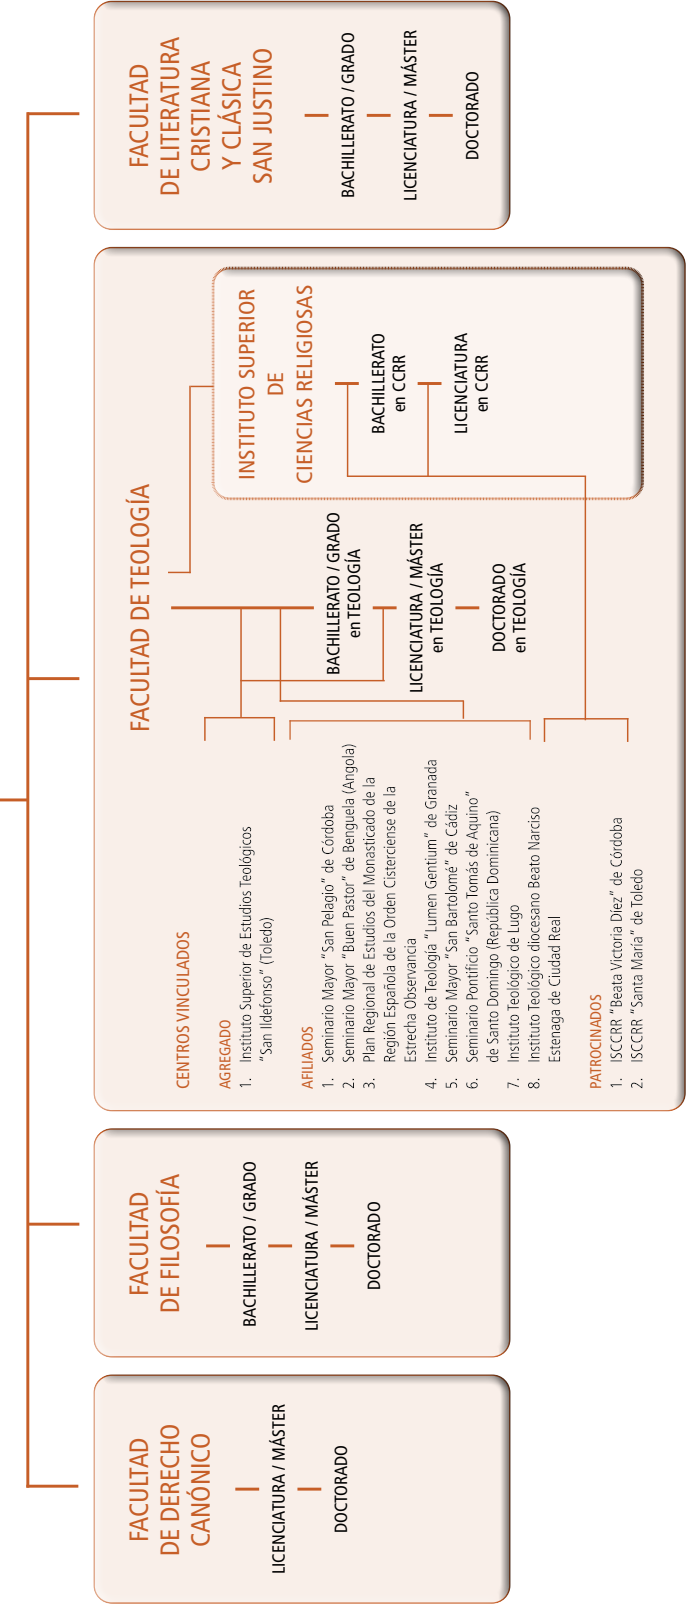 FACULTAD
DE DERECHO
CANÓNICO
LICENCIATURA / MÁSTER
DOCTORADO
FACULTAD
DE FILOSOFÍA
BACHILLERATO / GRADO
LICENCIATURA / MÁSTER
DOCTORADO
FACULTAD DE TEOLOGÍA
CENTROS VINCULADOS
AGREGADO
1. Instituto Superior de Estudios Teológicos
“San Ildefonso” (Toledo)
AFILIADOS
1. Seminario Mayor “San Pelagio” de Córdoba
2. Seminario Mayor “Buen Pastor” de Benguela (Angola)
3. Plan Regional de Estudios del Monasticado de la
Región Española de la Orden Cisterciense de la
Estrecha Observancia
4. Instituto de Teología “Lumen Gentium” de Granada
5. Seminario Mayor “San Bartolomé” de Cádiz
6. Seminario Pontificio “Santo Tomás de Aquino”
de Santo Domingo (República Dominicana)
7. Instituto Teológico de Lugo
8. Instituto Teológico diocesano Beato Narciso
Estenaga de Ciudad Real
PATROCINADOS
1. ISCCRR “Beata Victoria Díez” de Córdoba
2. ISCCRR “Santa María” de Toledo
BACHILLERATO / GRADO
en TEOLOGÍA
LICENCIATURA / MÁSTER
en TEOLOGÍA
DOCTORADO
en TEOLOGÍA
INSTITUTO SUPERIOR
DE
CIENCIAS RELIGIOSAS
BACHILLERATO
en CCRR
LICENCIATURA
en CCRR
FACULTAD
DE LITERATURA
CRISTIANA
Y CLÁSICA
SAN JUSTINO
BACHILLERATO / GRADO
LICENCIATURA / MÁSTER
DOCTORADO